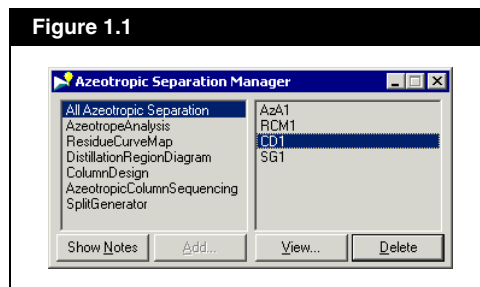 Figure 1.1
Azeotropic Separation Manager
All Azeotropic Separation
AzeotropeAnalysis
ResidueCurveMap
DistillationRegionDiagram
ColumnDesign
AzeotropicColumnSequencing
SplitGenerator
AzA1
RCM1
CD1
SG1
Show Notes
Add...
View...
Delete